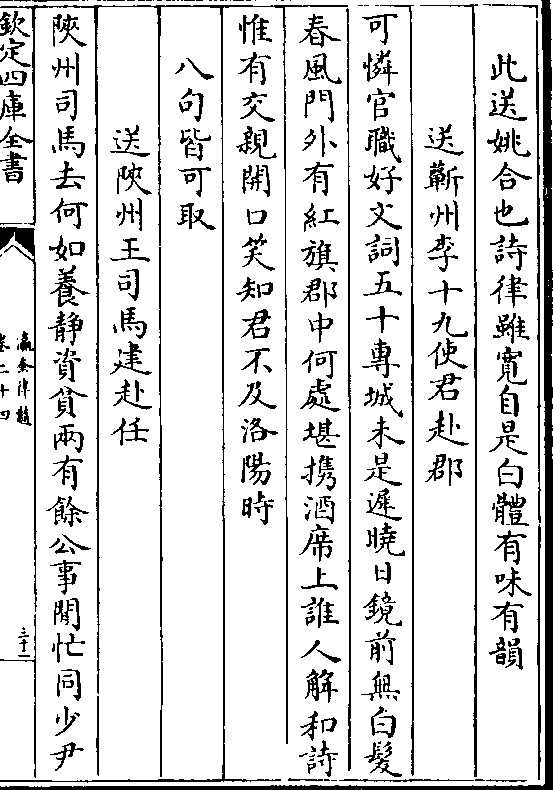 此送姚合也詩律雖寬自是白體有味有韻
送蘄州李十九使君赴郡
可憐官職好文詞五十專城未是遲曉日鏡前無白髮
春風門外有紅旗郡中何處堪携酒席上誰人解和詩
惟有交親開口笑知君不及洛陽時
八句皆可取
送陜州王司馬建赴任
陜州司馬去何如養靜資貧兩有餘公事閒忙同少尹
欽定四庫全書
瀛奎律髓
卷二十四
三十一